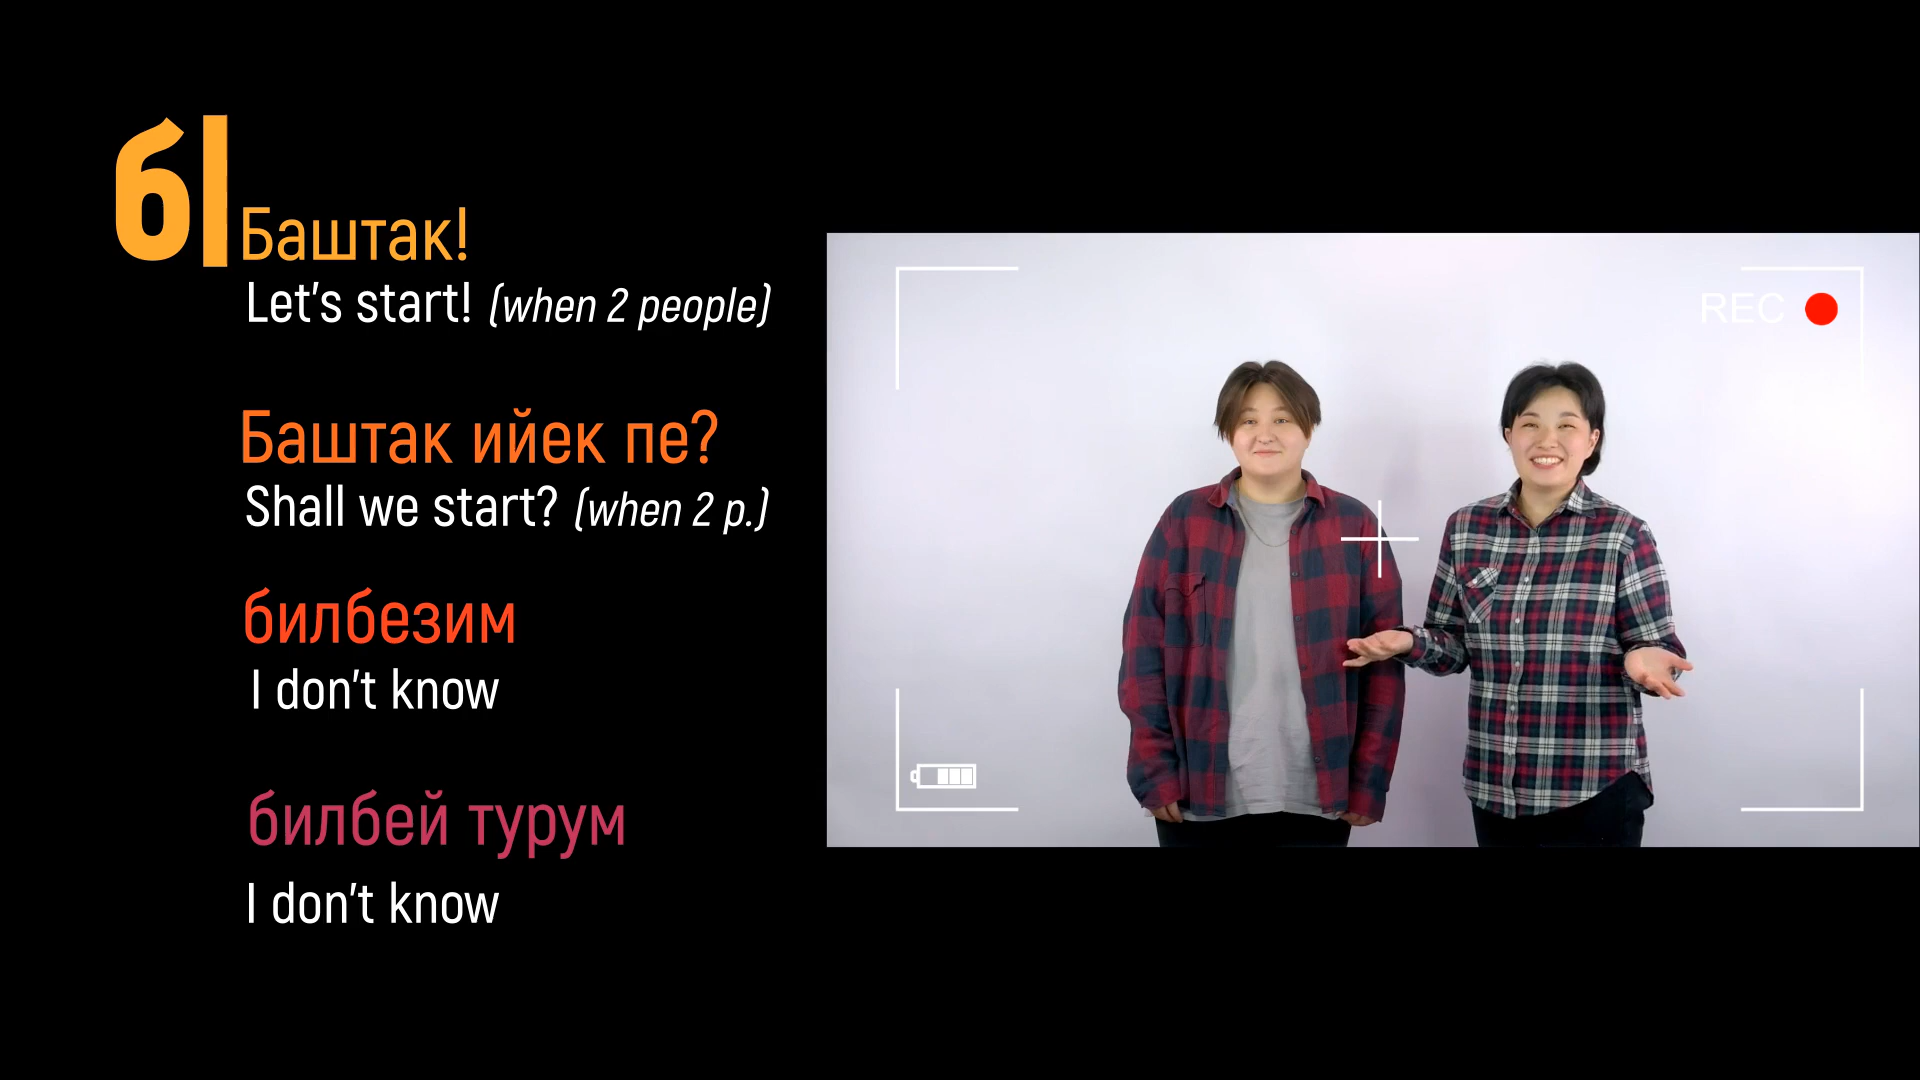 б|
Баштак!
Let's start! (when 2 people)
Баштак ийек пе?
Shall we start? (when 2 p.)
билбезим
I don't know
билбей турум
I don't know
REC